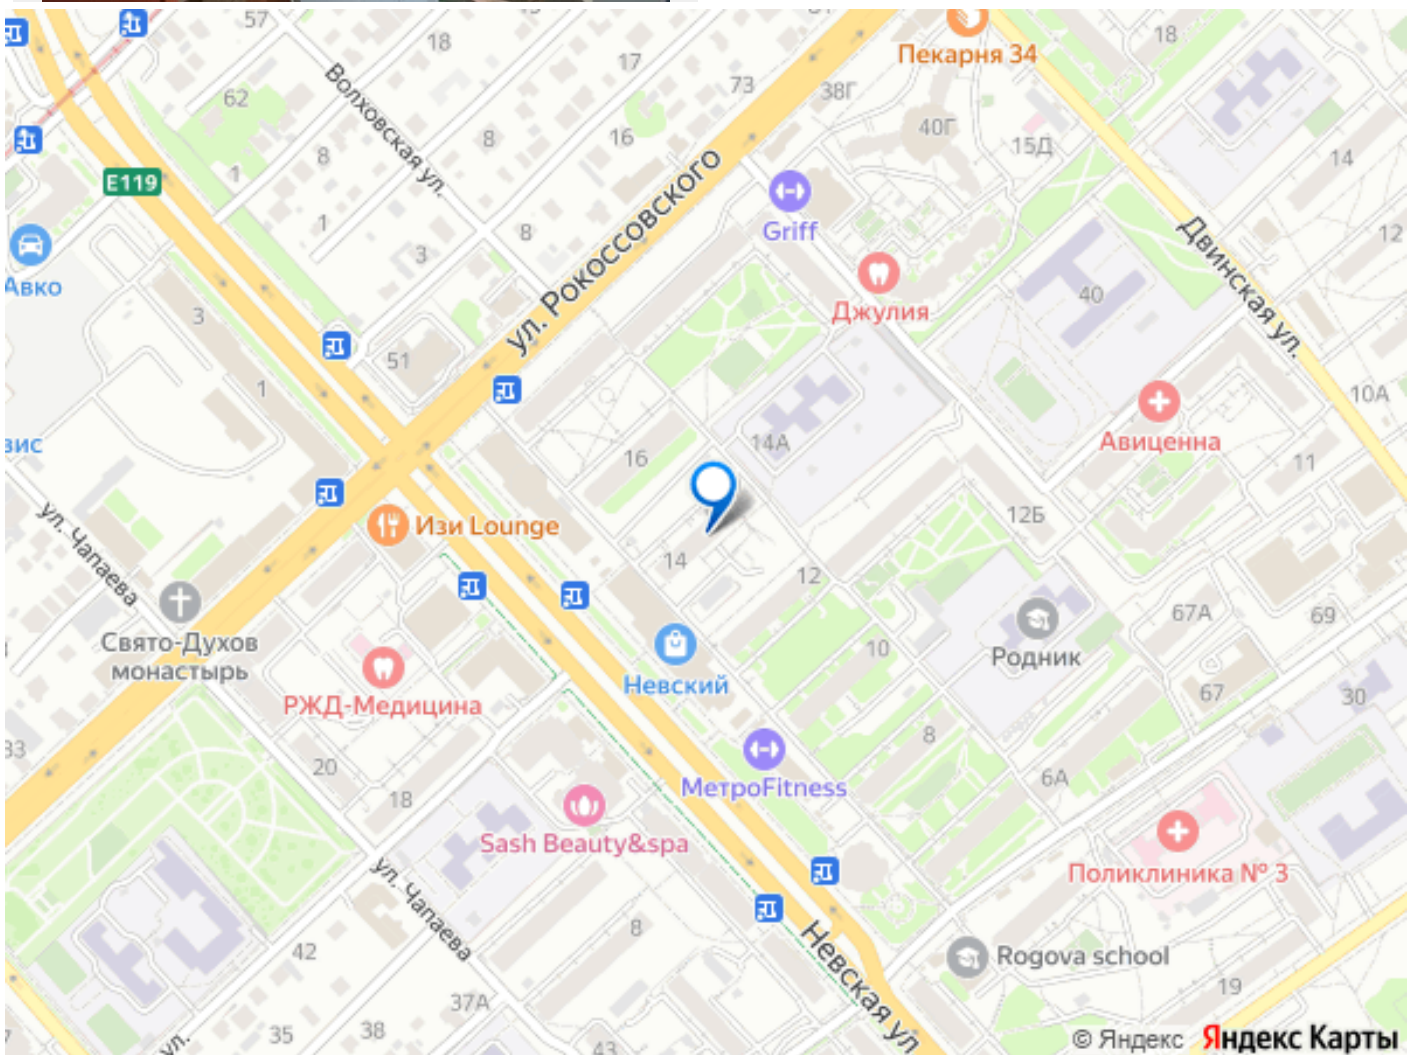 57
18
17
61
Пекарня 34
18
62
Волховская ул.
73
38Г
8
8
16
40Г
15Д
14
E119
1
ул. Рокоссовского
1
8
Griff
Двинская ул.
12
3
Авко
Джулия
40
3
51
1
10А
14А
Авиценна
вис
16
11
Изи Lounge
12Б
ул. Чапаева
14
12
67А
69
Свято-Духов
монастырь
10
Родник
Невский
67
30
РЖД-Медицина
33
8
20
6А
МетроFitness
18
Sash Beauty&spa
Поликлиника № 3
ул. Чапаева
8
Невская ул.
42
Rogova school
37А
19
35
38
43
7
ул.
© Яндекс Яндекс Карты